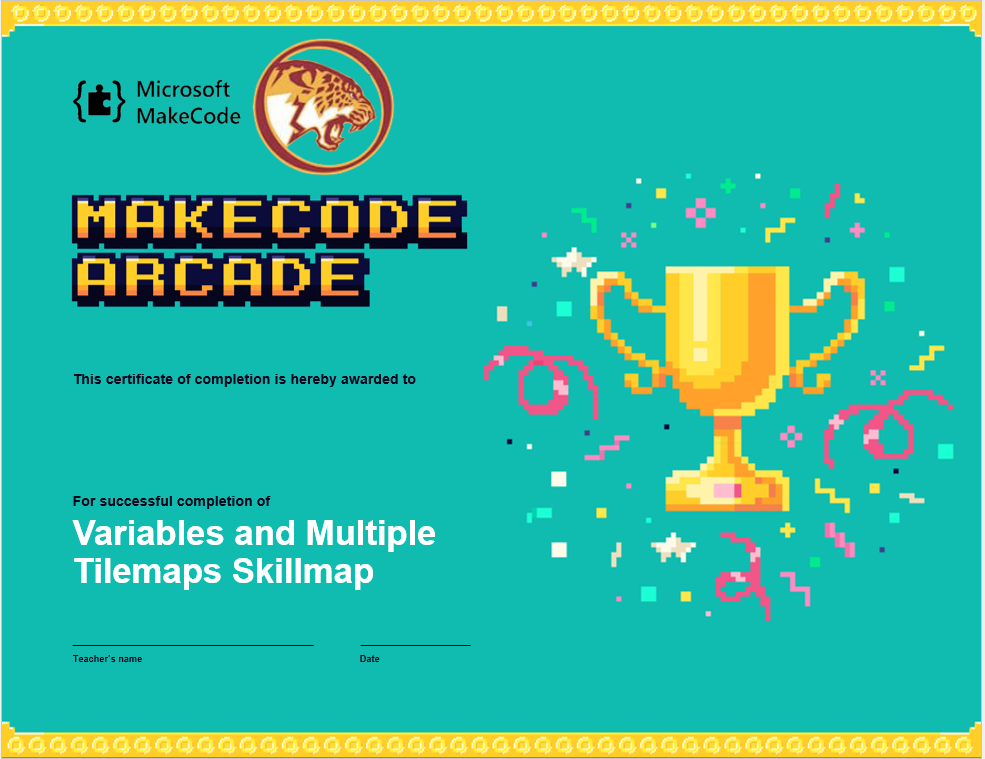 Microsoft
MakeCode
MAKECODE
ARCADE
This certificate of completion is hereby awarded to
For successful completion of
Variables and Multiple
Tilemaps Skillmap
Teacher's name
Date